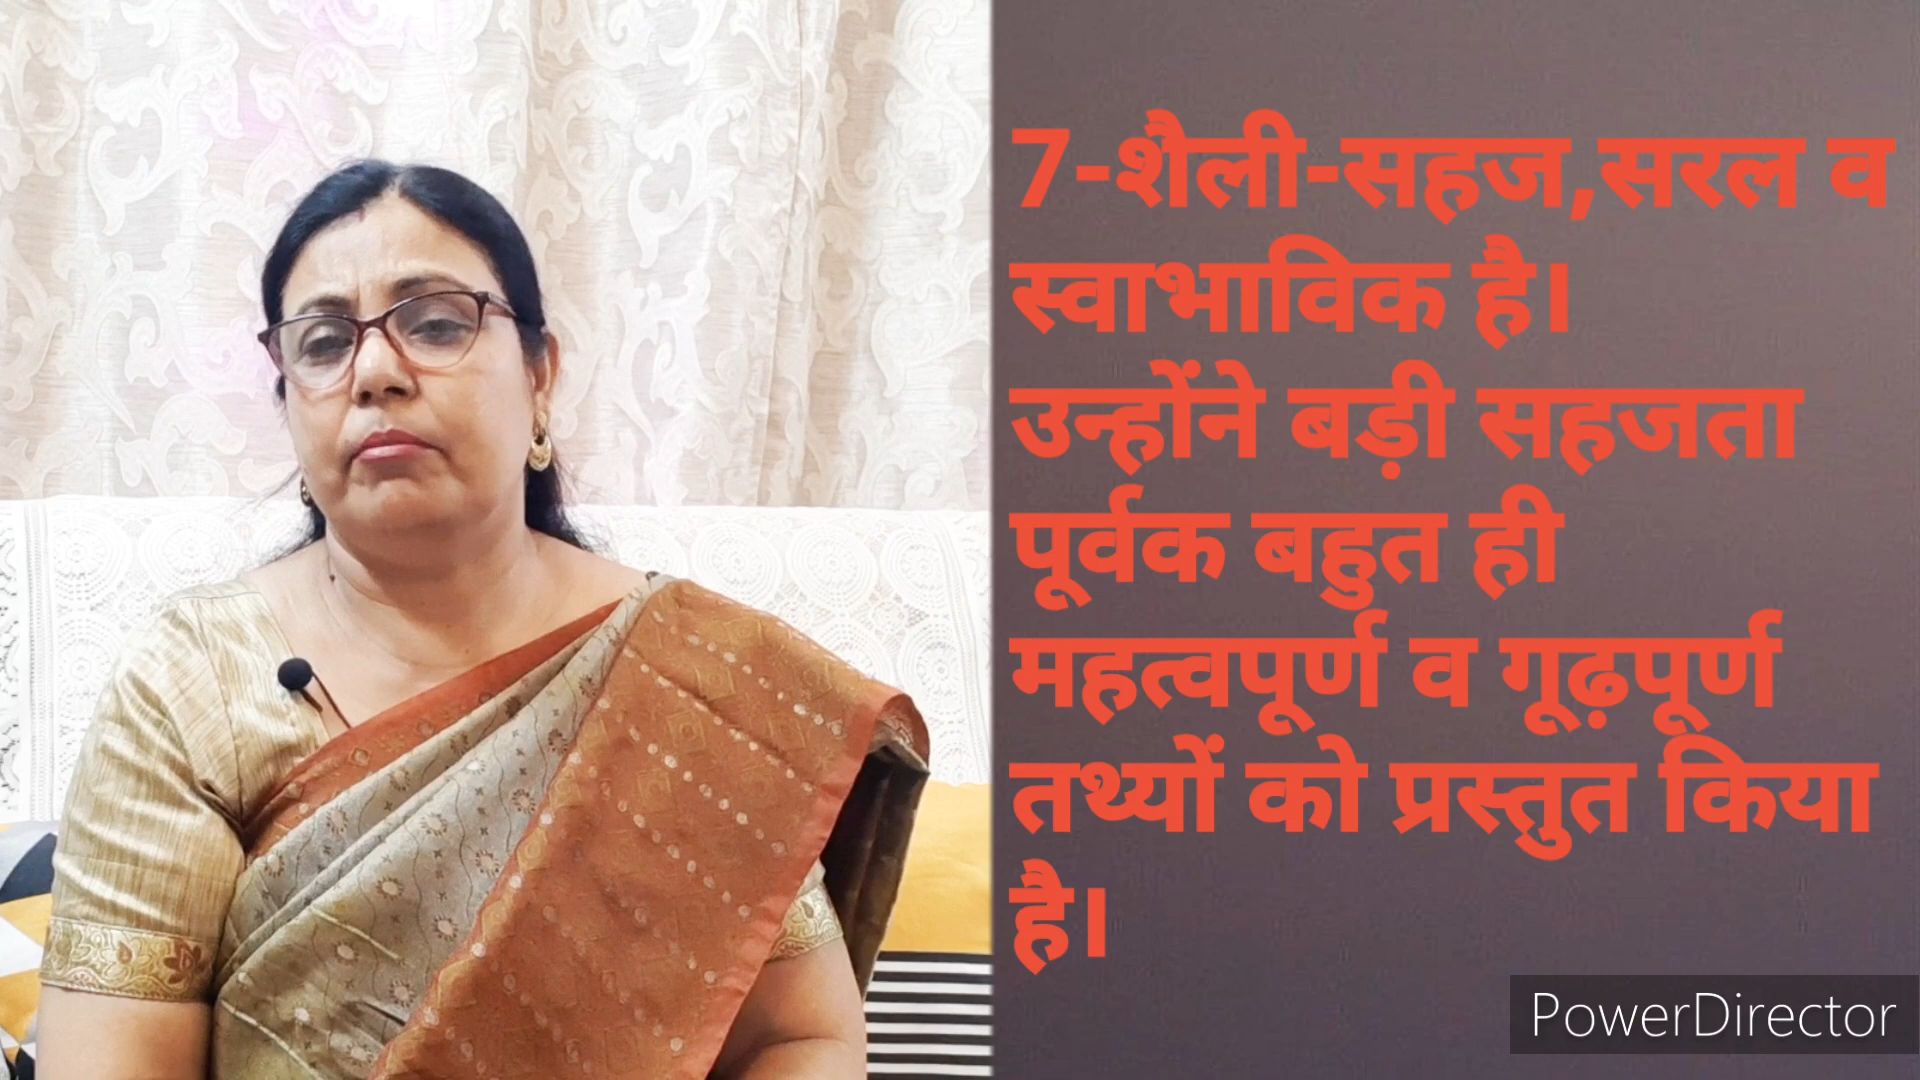 7-शैली-सहज,सरल व
स्वाभाविक है।
उन्होंने बड़ी सहजता
पूर्वक बहुत ही
महत्वपूर्ण व गूढ़पूर्ण
तथ्यों को प्रस्तुत किया
है।
PowerDirector